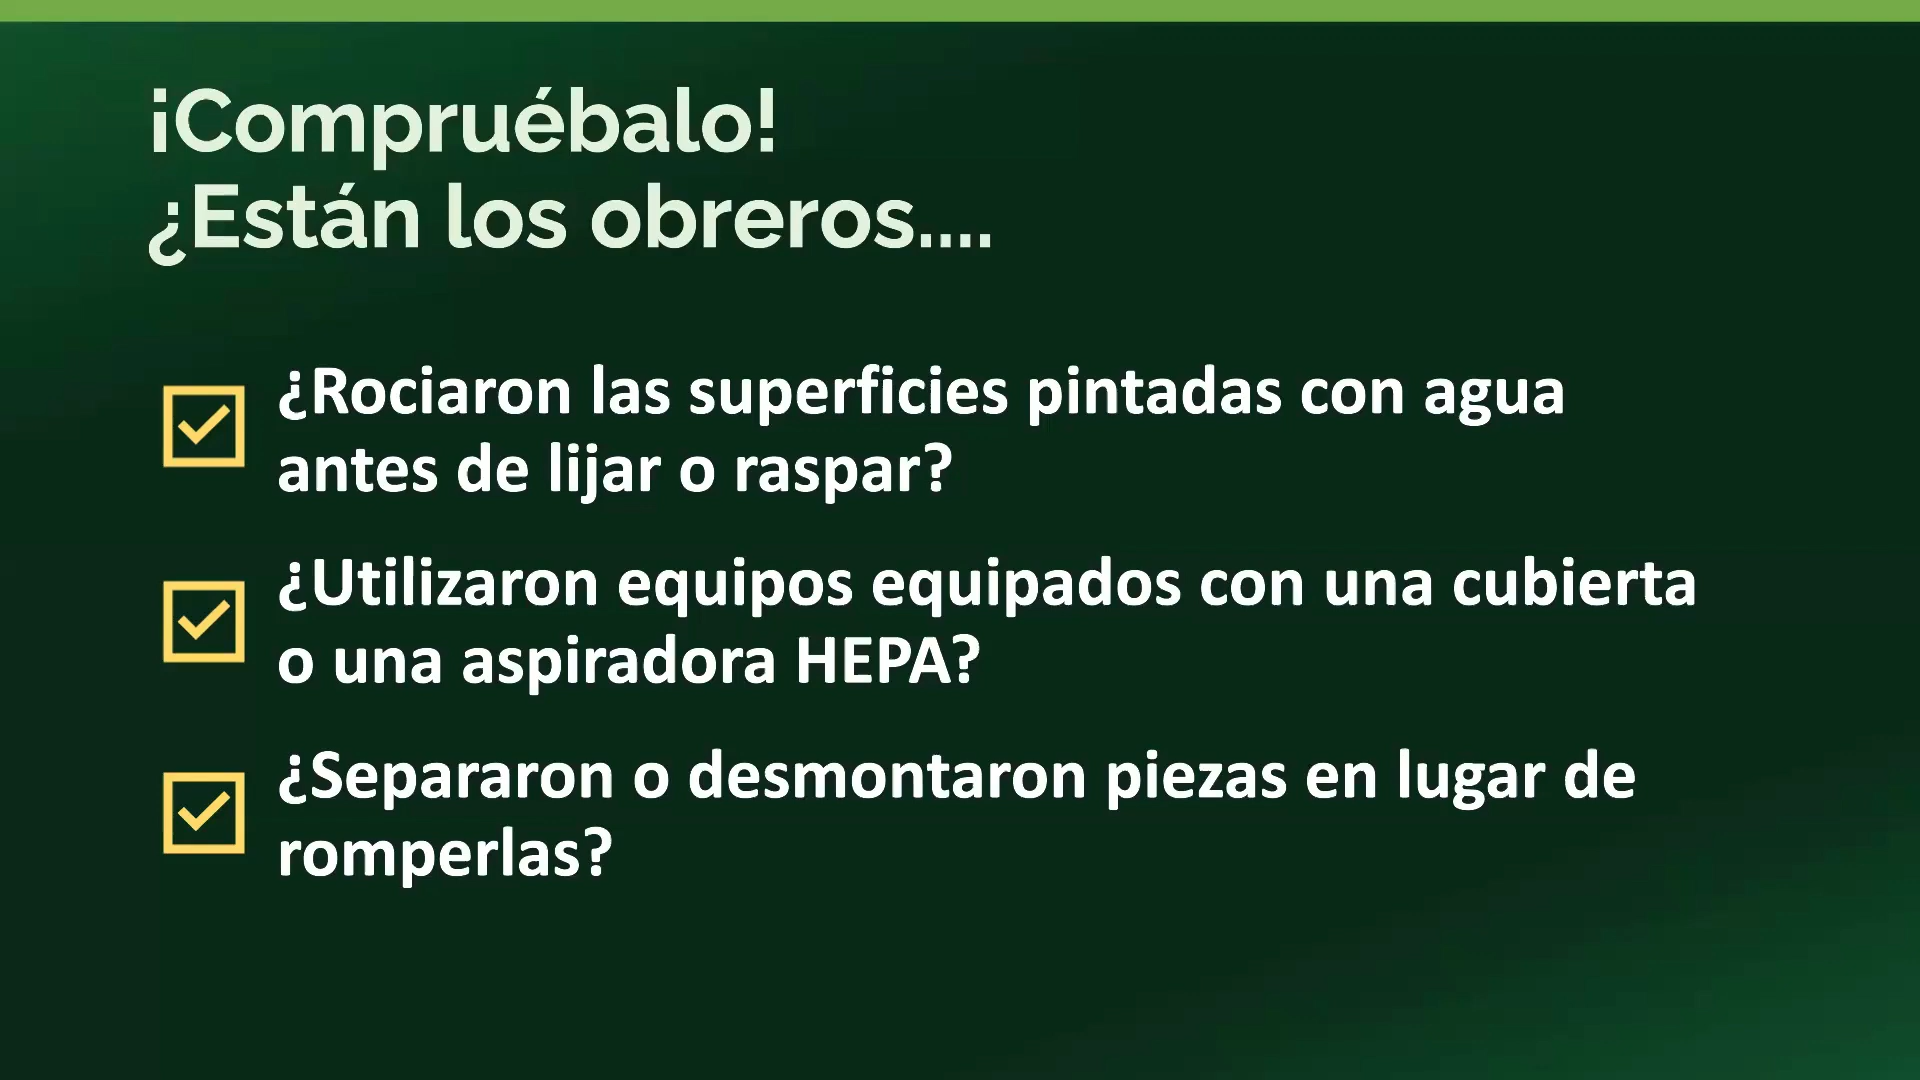 ¡Compruébalo!
¿Están los obreros....
¿Rociaron las superficies pintadas con agua
antes de lijar o raspar?
¿Utilizaron equipos equipados con una cubierta
o una aspiradora HEPA?
¿Separaron o desmontaron piezas en lugar de
romperlas?